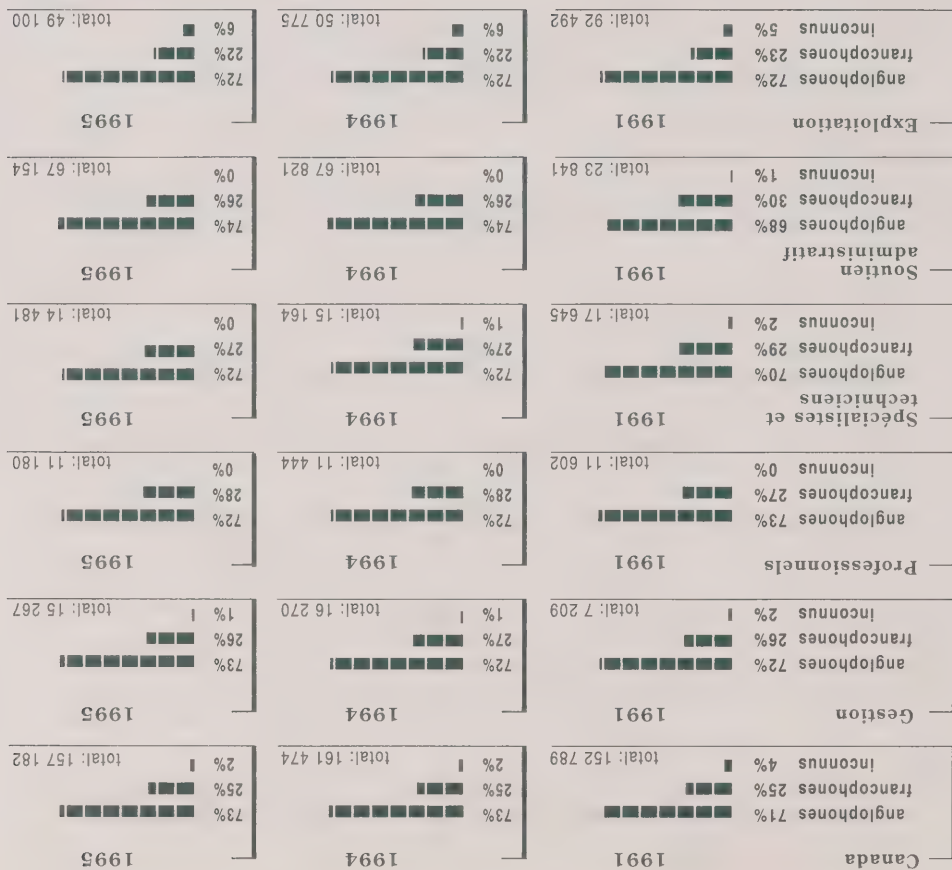 Canada 1991 1994 1995
anglophones 71% 73% 73%
francophones 25% 25% 25%
inconnus 4% 2% 2%
total: 152 789 total: 161 474 total: 157 182
Gestion 1991 1994 1995
anglophones 72% 72% 73%
francophones 26% 27% 26%
inconnus 2% 1% 1%
total: 7 209 total: 16 270 total: 15 267
Professionnels 1991 1994 1995
anglophones 73% 72% 72%
francophones 27% 28% 28%
inconnus 0% 0% 0%
total: 11 602 total: 11 444 total: 11 180
Spécialistes et
techniciens 1991 1994 1995
anglophones 70% 72% 72%
francophones 29% 27% 27%
inconnus 2% 1% 0%
total: 17 645 total: 15 164 total: 14 481
Soutien
administratif 1991 1994 1995
anglophones 68% 74% 74%
francophones 30% 26% 26%
inconnus 1% 0% 0%
total: 23 841 total: 67 821 total: 67 154
Exploitation 1991 1994 1995
anglophones 72% 72% 72%
francophones 23% 22% 22%
inconnus 5% 6% 6%
total: 92 492 total: 50 775 total: 49 100